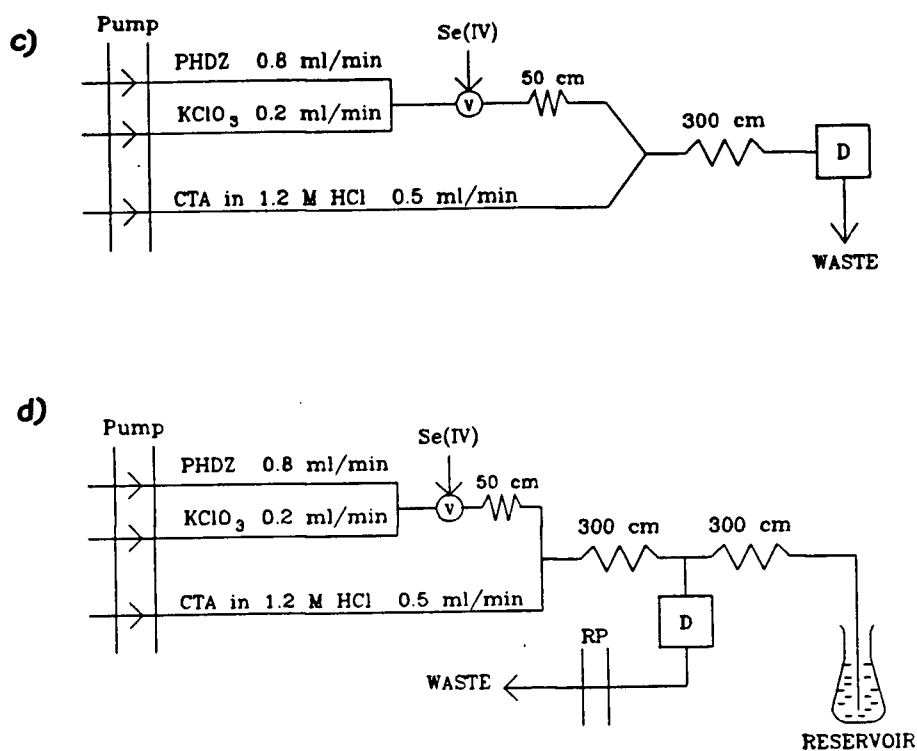 c)
Pump
Se(IV)
PHDZ 0.8 ml/min
50 cm
KClO3 0.2 ml/min
300 cm
V
D
CTA in 1.2 M HCl 0.5 ml/min
WASTE
d)
Pump
Se(IV)
PHDZ 0.8 ml/min
50 cm
V
KClO3 0.2 ml/min
300 cm 300 cm
CTA in 1.2 M HCl 0.5 ml/min
D
RP
WASTE
RESERVOIR